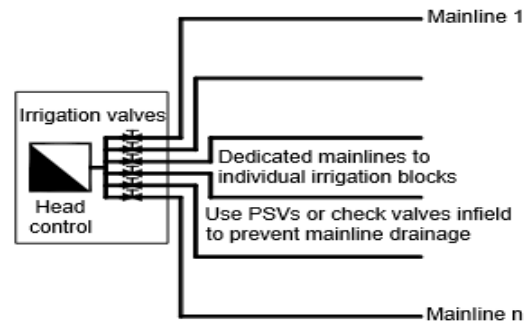 Mainline 1
Irrigation valves
Head
control
Dedicated mainlines to
individual irrigation blocks
Use PSVs or check valves infield
to prevent mainline drainage
Mainline n